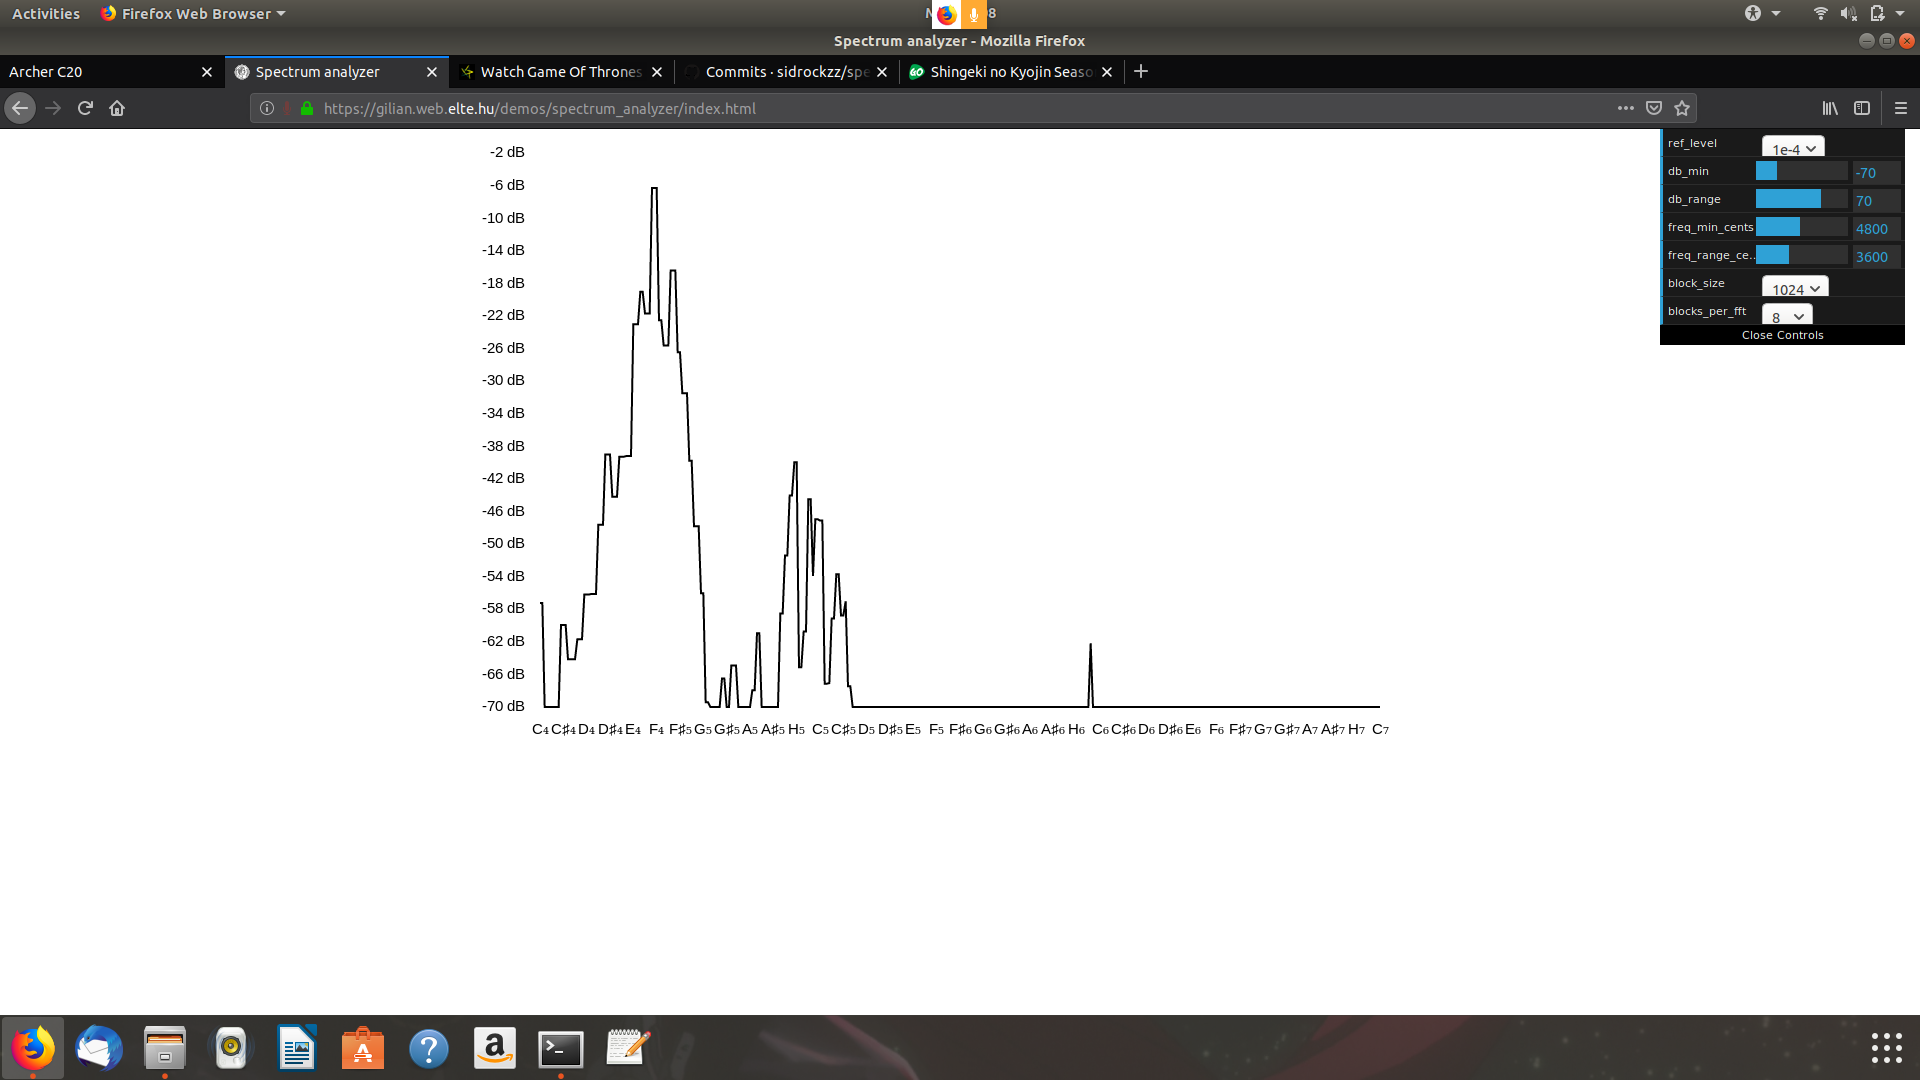 Activities Firefox Web Browser
Spectrum analyzer - Mozilla Firefox
Archer C20 Spectrum analyzer Watch Game Of Thrones Commits · sidrockzz/spe Shingeki no Kyojin Seaso
https://gilian.web.elte.hu/demos/spectrum_analyzer/index.html
ref_level 1e-4
db_min -70
db_range 70
freq_min_cents 4800
freq_range_ce.. 3600
block_size 1024
blocks_per_fft 8
Close Controls
-2 dB
-6 dB
-10 dB
-14 dB
-18 dB
-22 dB
-26 dB
-30 dB
-34 dB
-38 dB
-42 dB
-46 dB
-50 dB
-54 dB
-58 dB
-62 dB
-66 dB
-70 dB
C₄ C♯₄ D₄ D♯₄ E₄ F₄ F♯₅ G₅ G♯₅ A₅ A♯₅ H₅ C₅ C♯₅ D₅ D♯₅ E₅ F₅ F♯₆ G₆ G♯₆ A₆ A♯₆ H₆ C₆ C♯₆ D₆ D♯₆ E₆ F₆ F♯₇ G₇ G♯₇ A₇ A♯₇ H₇ C₇